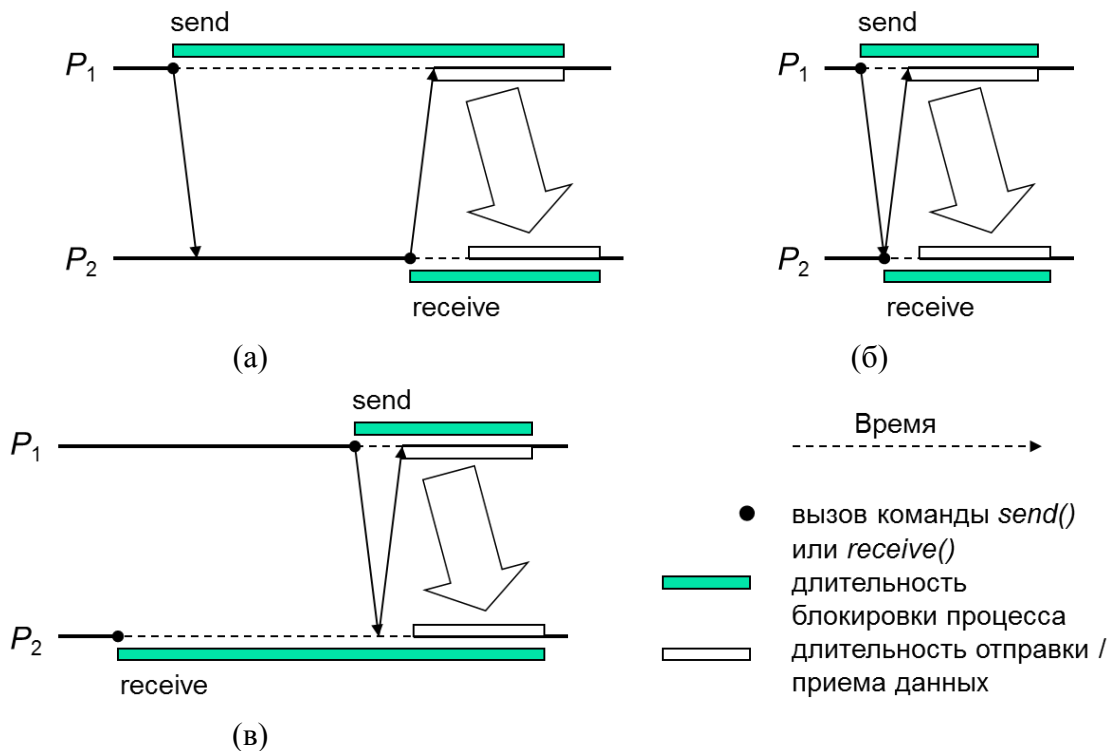 send
P1
P2
receive
(а)
send
P1
P2
receive
(б)
send
P1
P2
receive
(в)
Время
вызов команды send()
или receive()
длительность
блокировки процесса
длительность отправки /
приема данных